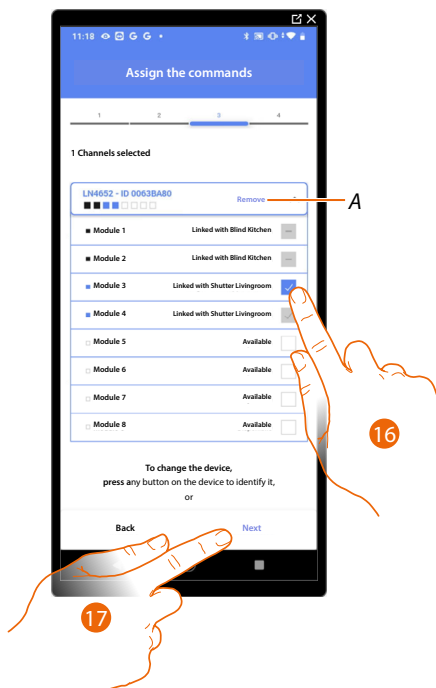 11:18 G G
Assign the commands
1 2 3 4
1 Channels selected
LN4652 - ID 0063BA80
Remove
A
Module 1 Linked with Blind Kitchen
Module 2 Linked with Blind Kitchen
Module 3 Linked with Shutter Livingroom
Module 4 Linked with Shutter Livingroom
Module 5 Available
Module 6 Available
Module 7 Available
Module 8 Available
16
To change the device,
press any button on the device to identify it,
or
Back Next
17